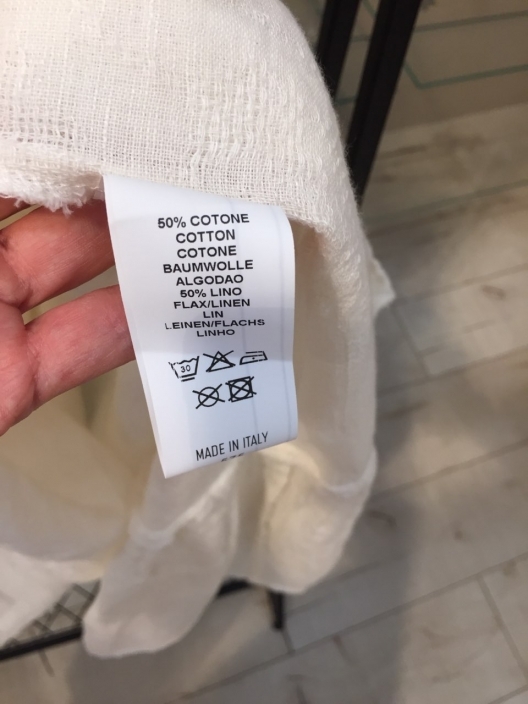 50% COTONE
COTTON
COTONE
BAUMWOLLE
ALGODAO
50% LINO
FLAX/LINEN
LIN
LEINEN/FLACHS
LINHO
30
MADE IN ITALY